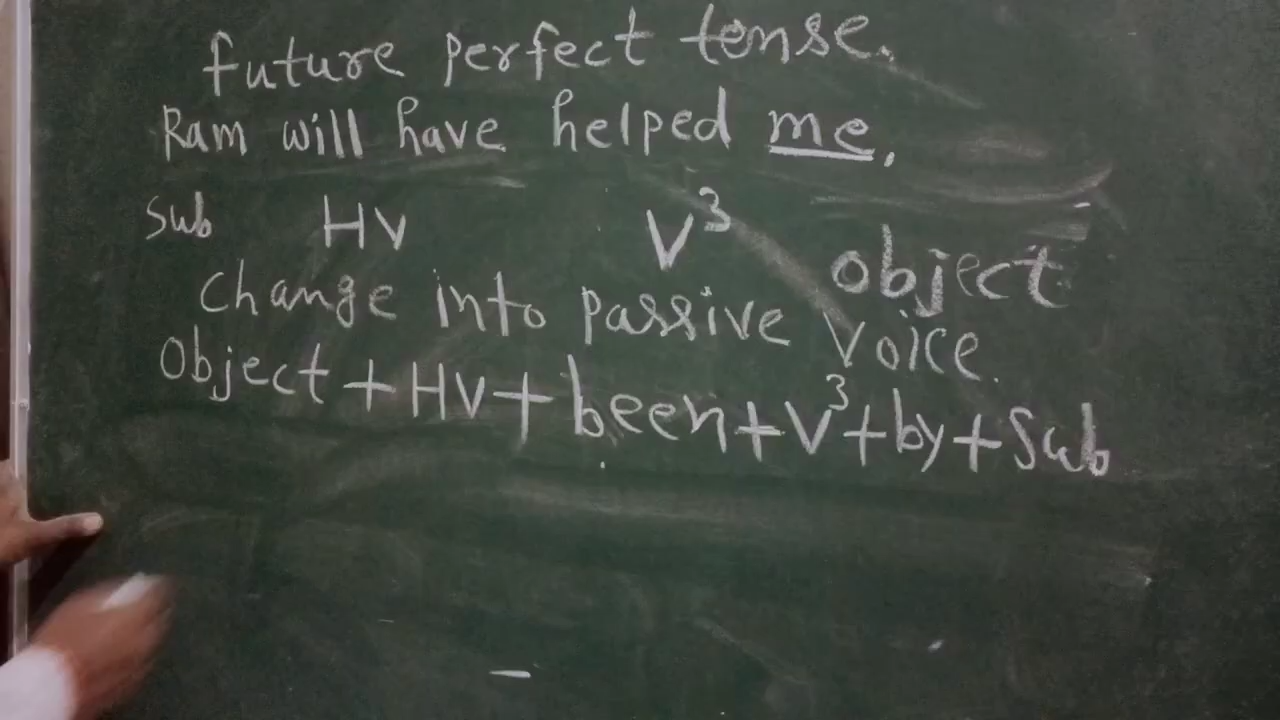 future perfect tense.
Ram will have helped me.
Sub HV V³ object
change into passive voice.
Object + HV + been + V³ + by + Sub